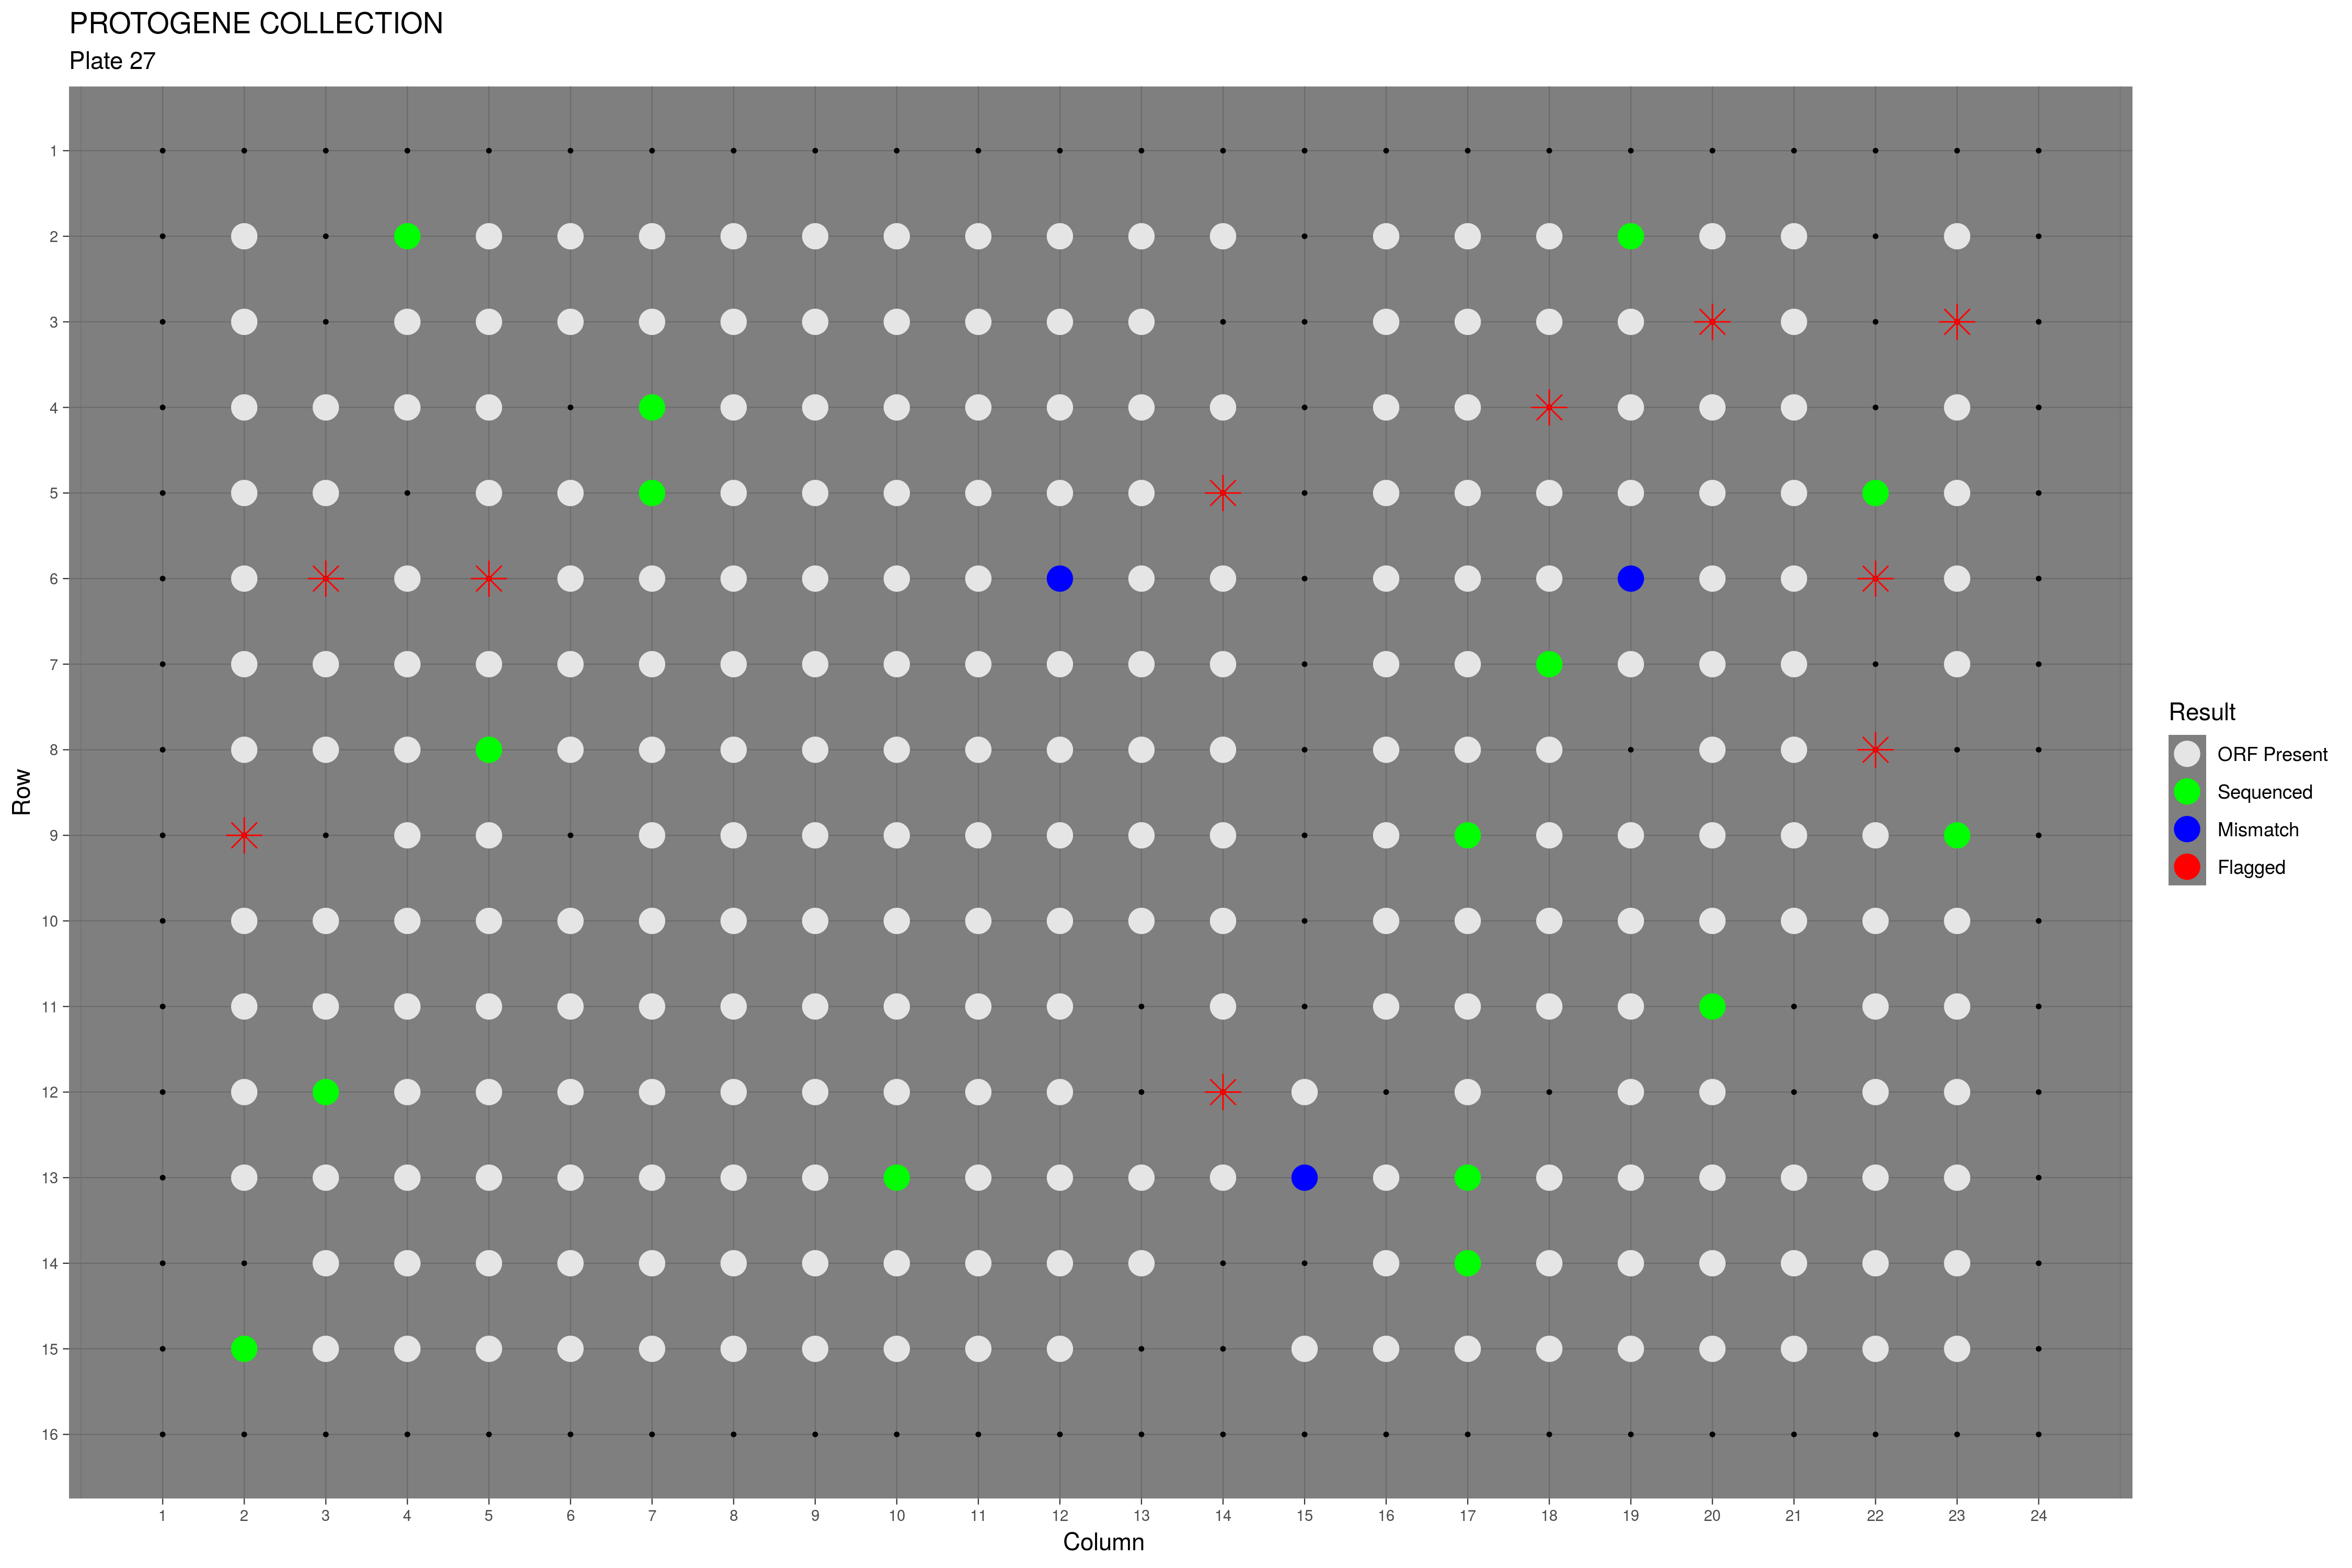 PROTOGENE COLLECTION
Plate 27
1
2
3
4
5
6
7
8
9
10
11
12
13
14
15
16
Row
1 2 3 4 5 6 7 8 9 10 11 12 13 14 15 16 17 18 19 20 21 22 23 24
Column
Result
ORF Present
Sequenced
Mismatch
Flagged